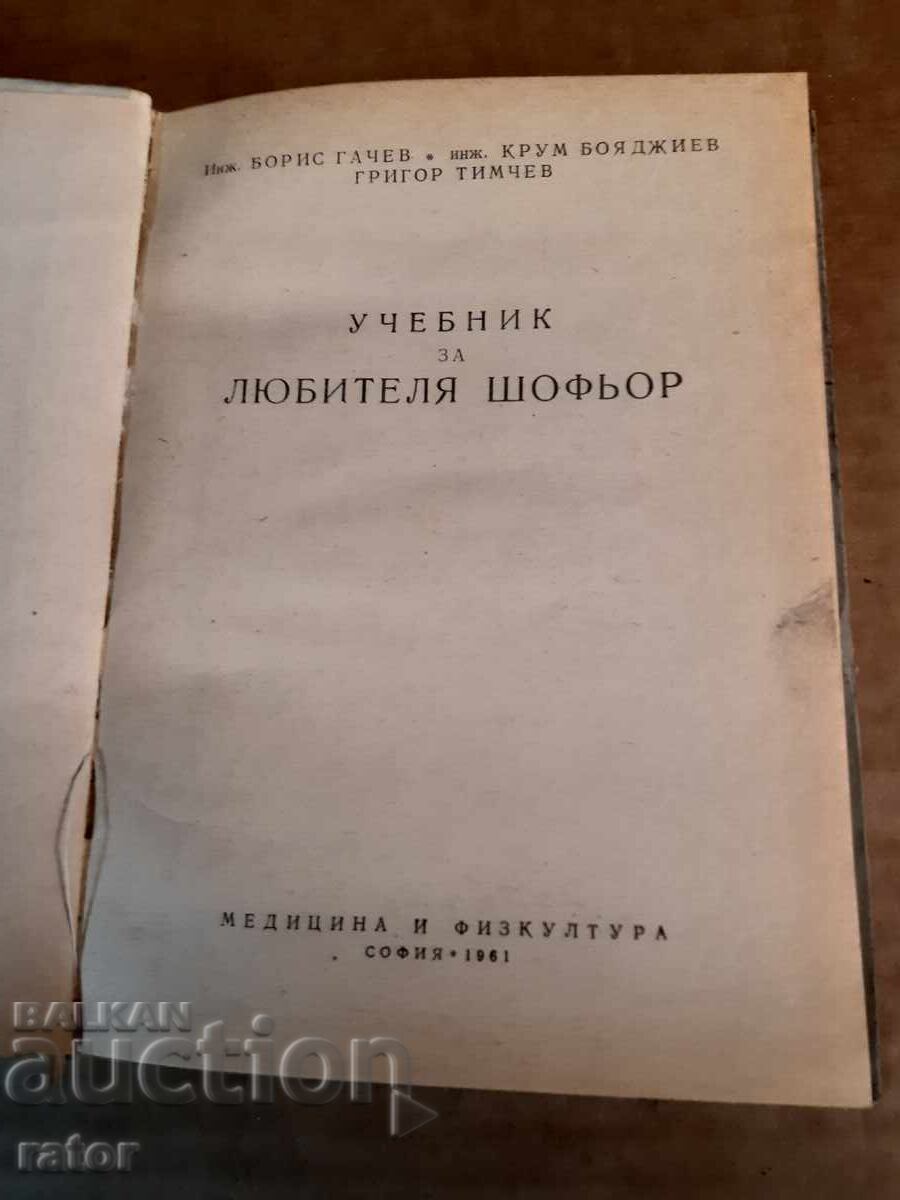 Инж. БОРИС ГАЧЕВ * инж. КРУМ БОЯДЖИЕВ
ГРИГОР ТИМЧЕВ
УЧЕБНИК
ЗА
ЛЮБИТЕЛЯ ШОФЬОР
МЕДИЦИНА И ФИЗКУЛТУРА
СОФИЯ * 1961
BALKAN
auction
rator